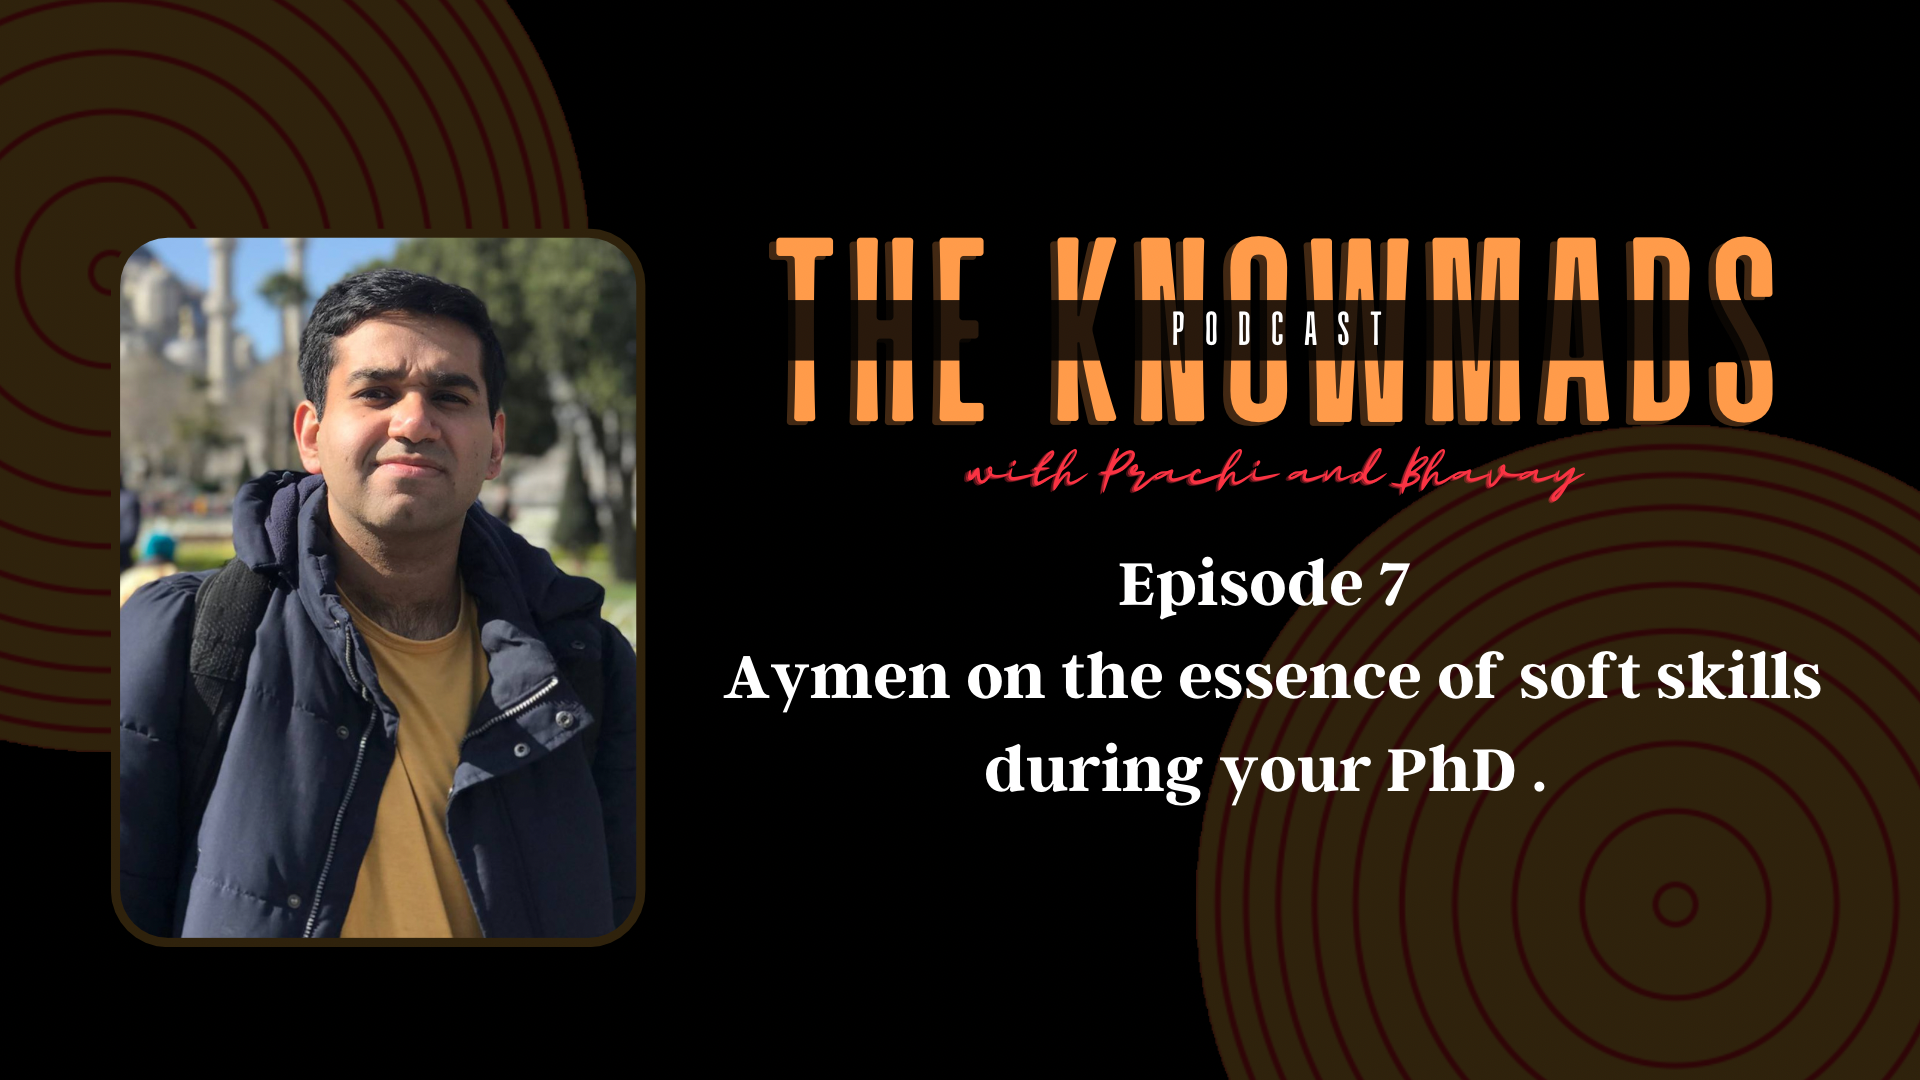 THE KNOWMADS
PODCAST
with Prachi and Bhavay
Episode 7
Aymen on the essence of soft skills
during your PhD .